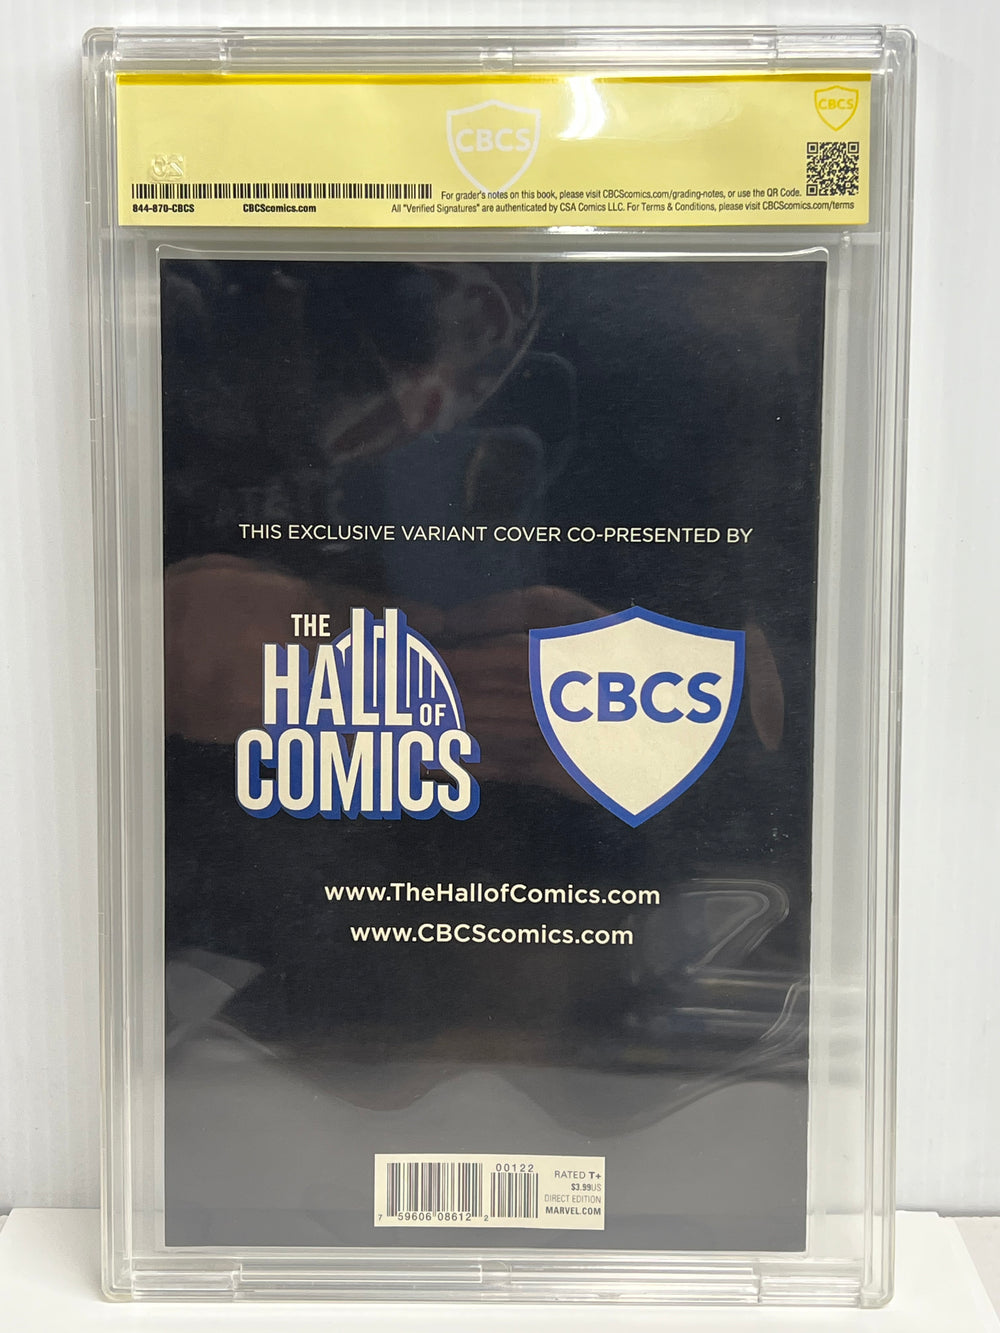 CBCS
CBCS
For grader's notes on this book, please visit CBCScomics.com/grading-notes, or use the QR Code.
844-870-CBCS
CBCScomics.com
All "Verified Signatures" are authenticated by CSA Comics LLC. For Terms & Conditions, please visit CBCScomics.com/terms
THIS EXCLUSIVE VARIANT COVER CO-PRESENTED BY
THE
HALL
OF
COMICS
CBCS
www.TheHallofComics.com
www.CBCScomics.com
00122
7 59606 08612 2
RATED T+
$3.99US
DIRECT EDITION
MARVEL.COM